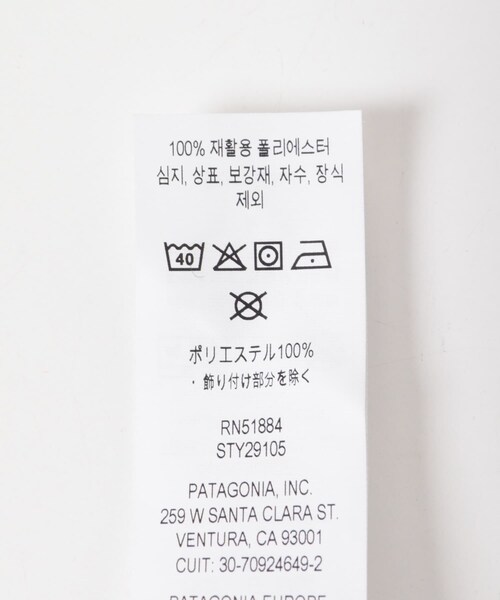 100% 재활용 폴리에스터
심지, 상표, 보강재, 자수, 장식
제외
40
ポリエステル100%
・飾り付け部分を除く
RN51884
STY29105
PATAGONIA, INC.
259 W SANTA CLARA ST.
VENTURA, CA 93001
CUIT: 30-70924649-2
PATAGONIA EUROPE